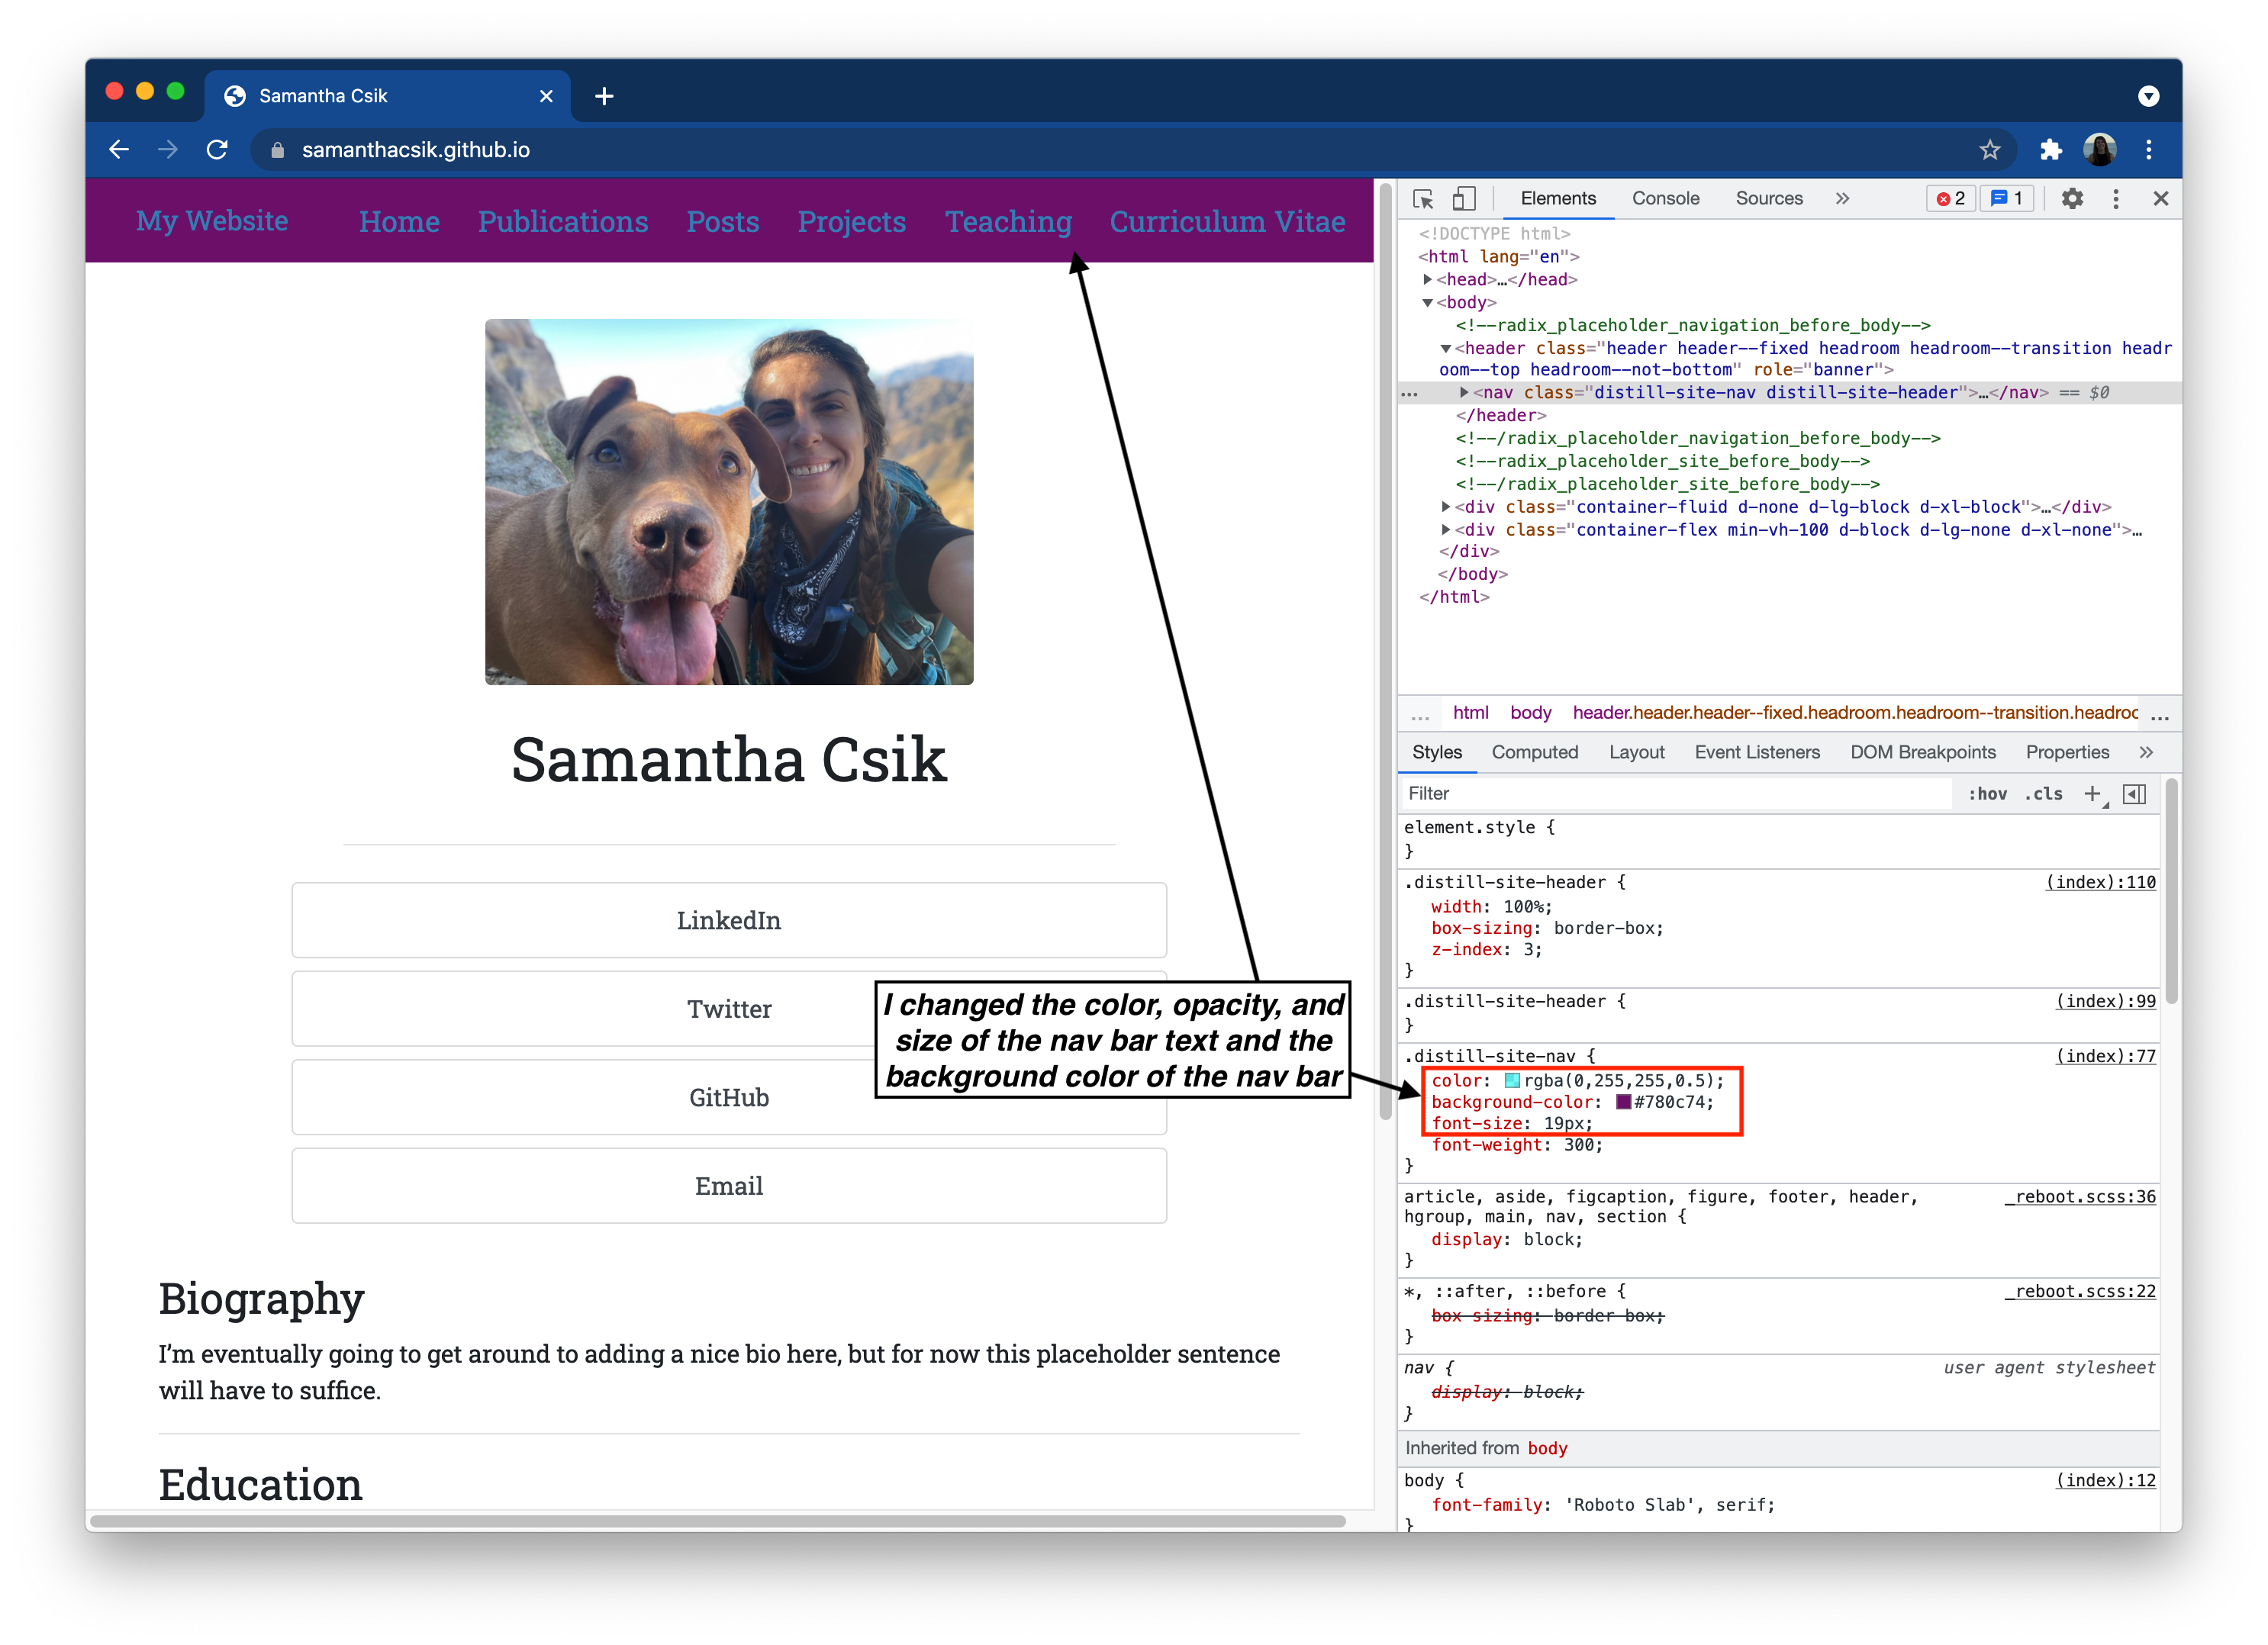 Samantha Csik
samanthacsik.github.io
My Website Home Publications Posts Projects Teaching Curriculum Vitae
Samantha Csik
LinkedIn
Twitter
GitHub
Email
Biography
I’m eventually going to get around to adding a nice bio here, but for now this placeholder sentence
will have to suffice.
Education
I changed the color, opacity, and
size of the nav bar text and the
background color of the nav bar
Elements Console Sources » 2 1
<!DOCTYPE html>
<html lang="en">
<head>…</head>
<body>
<!--radix_placeholder_navigation_before_body-->
<header class="header header--fixed headroom headroom--transition headr
oom--top headroom--not-bottom" role="banner">
… <nav class="distill-site-nav distill-site-header">…</nav> == $0
</header>
<!--/radix_placeholder_navigation_before_body-->
<!--radix_placeholder_site_before_body-->
<!--/radix_placeholder_site_before_body-->
<div class="container-fluid d-none d-lg-block d-xl-block">…</div>
<div class="container-flex min-vh-100 d-block d-lg-none d-xl-none">…
</div>
</body>
</html>
… html body header.header.header--fixed.headroom.headroom--transition.headroo …
Styles Computed Layout Event Listeners DOM Breakpoints Properties »
Filter :hov .cls +
element.style {
}
.distill-site-header { (index):110
width: 100%;
box-sizing: border-box;
z-index: 3;
}
.distill-site-header { (index):99
}
.distill-site-nav { (index):77
color: rgba(0,255,255,0.5);
background-color: #780c74;
font-size: 19px;
font-weight: 300;
}
article, aside, figcaption, figure, footer, header, _reboot.scss:36
hgroup, main, nav, section {
display: block;
}
*, ::after, ::before { _reboot.scss:22
box-sizing: border-box;
}
nav { user agent stylesheet
display: block;
}
Inherited from body
body { (index):12
font-family: 'Roboto Slab', serif;
}